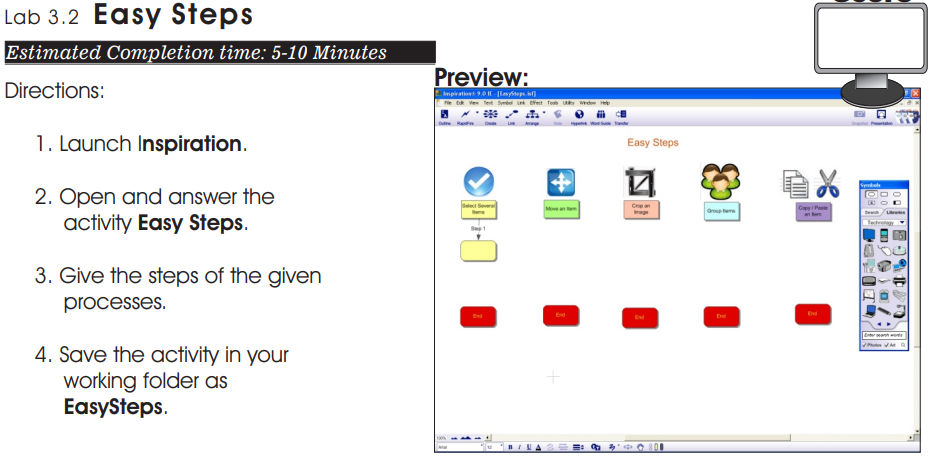 Lab 3.2 Easy Steps
Score
Estimated Completion time: 5-10 Minutes
Directions:
1. Launch Inspiration.
2. Open and answer the
activity Easy Steps.
3. Give the steps of the given
processes.
4. Save the activity in your
working folder as
EasySteps.
Preview:
Inspiration® 9.0 IE - [EasySteps.isf]
File Edit View Text Symbol Link Effect Tools Utility Window Help
Outline RapidFire Create Link Arrange Note Hyperlink Word Guide Transfer Presentation
Easy Steps
Select Several
Items
Move an Item
Crop an
Image
Group Items
Copy / Paste
an Item
Step 1
End
End
End
End
End
Symbols
Search Libraries
Technology
Enter search words
Photos Art
100%
Arial 12 B I U A S